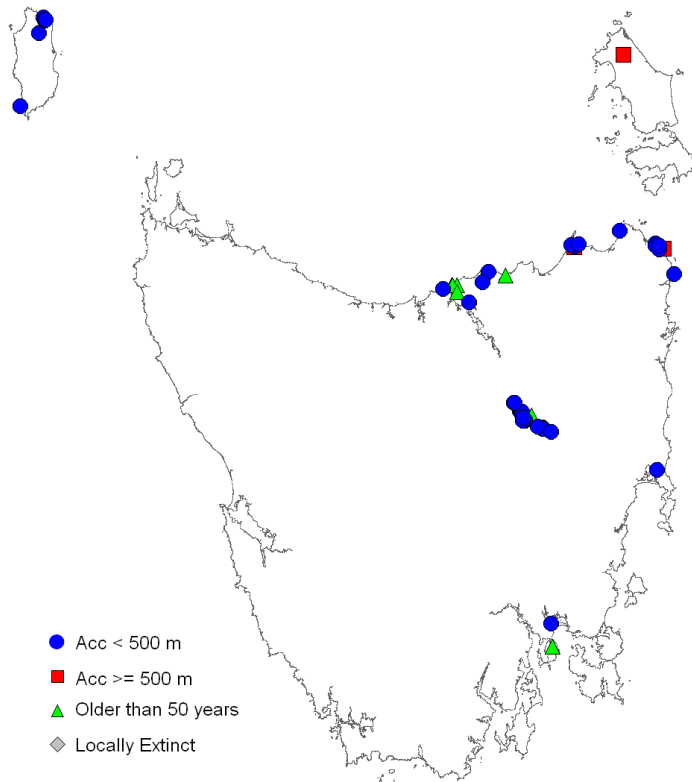 Acc < 500 m
Acc >= 500 m
Older than 50 years
Locally Extinct